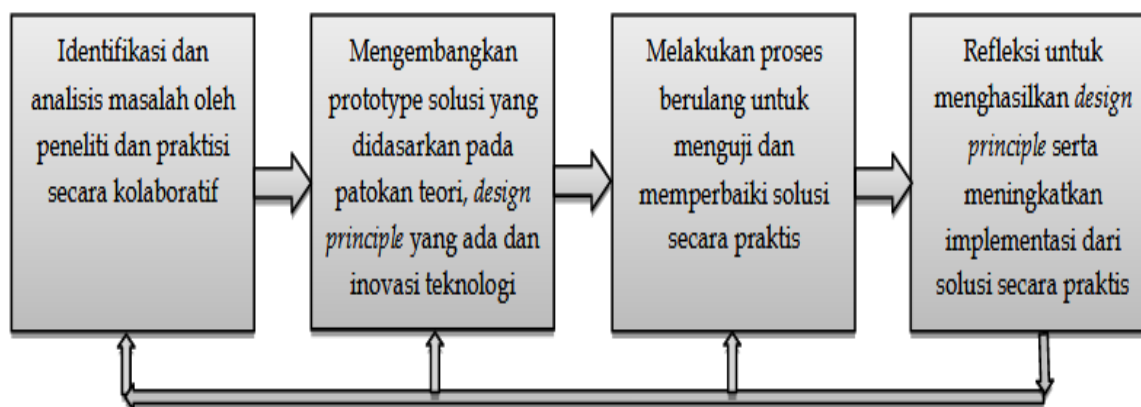 Identifikasi dan
analisis masalah oleh
peneliti dan praktisi
secara kolaboratif
Mengembangkan
prototype solusi yang
didasarkan pada
patokan teori, design
principle yang ada dan
inovasi teknologi
Melakukan proses
berulang untuk
menguji dan
memperbaiki solusi
secara praktis
Refleksi untuk
menghasilkan design
principle serta
meningkatkan
implementasi dari
solusi secara praktis